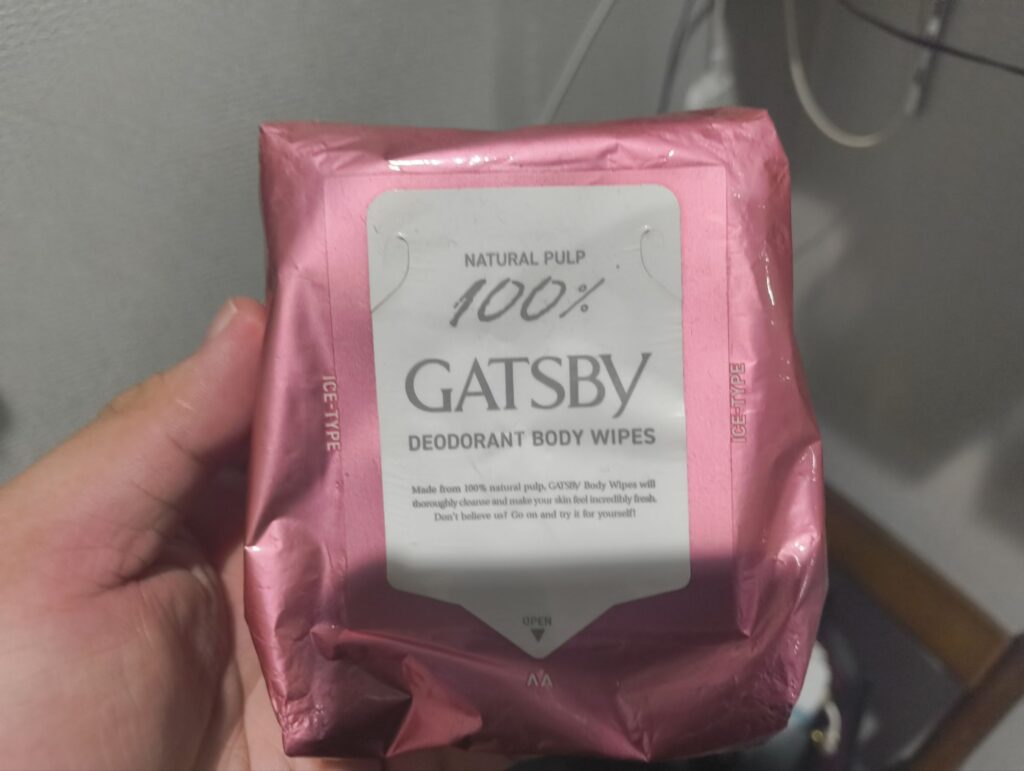 NATURAL PULP
100%
GATSBY
DEODORANT BODY WIPES
Made from 100% natural pulp, GATSBY Body Wipes will
thoroughly cleanse and make your skin feel incredibly fresh.
Don't believe us? Go on and try it for yourself!
ICE-TYPE
ICE-TYPE
OPEN